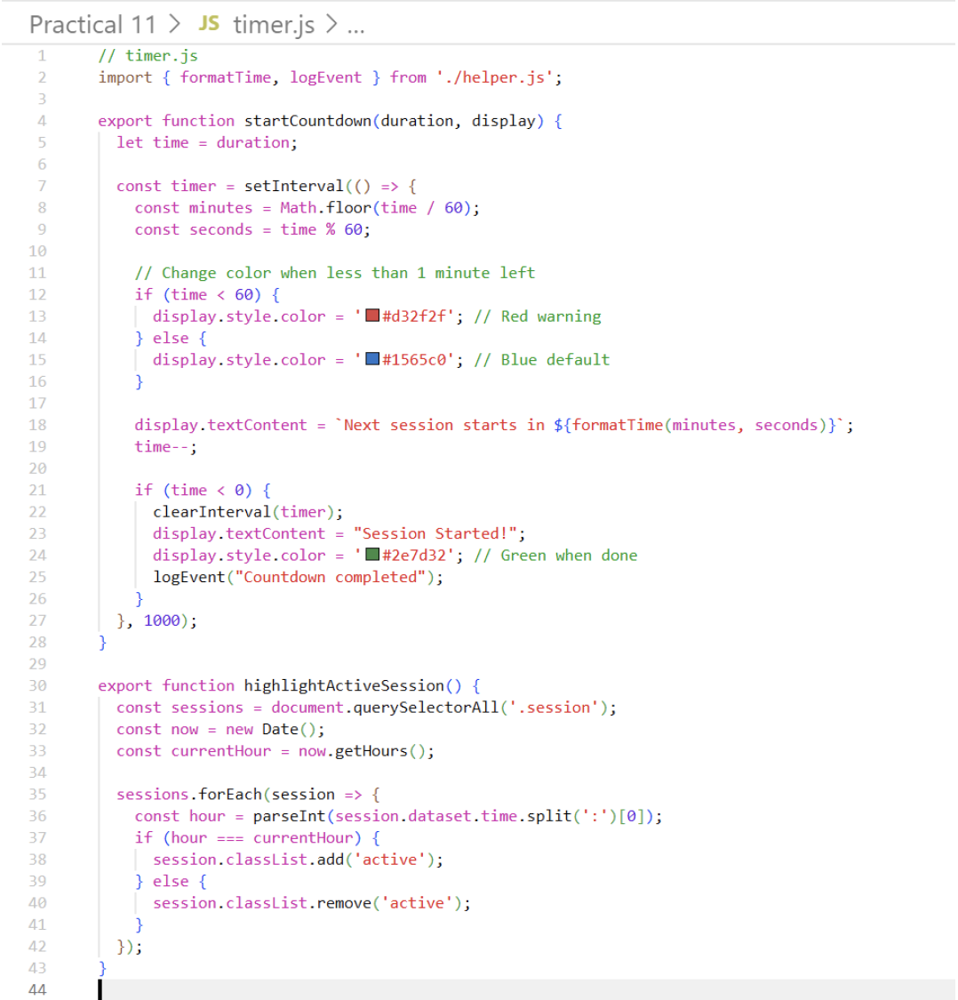 Practical 11 > JS timer.js > ...
1 // timer.js
2 import { formatTime, logEvent } from './helper.js';
3
4 export function startCountdown(duration, display) {
5   let time = duration;
6
7   const timer = setInterval(() => {
8     const minutes = Math.floor(time / 60);
9     const seconds = time % 60;
10
11     // Change color when less than 1 minute left
12     if (time < 60) {
13       display.style.color = '#d32f2f'; // Red warning
14     } else {
15       display.style.color = '#1565c0'; // Blue default
16     }
17
18     display.textContent = `Next session starts in ${formatTime(minutes, seconds)}`;
19     time--;
20
21     if (time < 0) {
22       clearInterval(timer);
23       display.textContent = "Session Started!";
24       display.style.color = '#2e7d32'; // Green when done
25       logEvent("Countdown completed");
26     }
27   }, 1000);
28 }
29
30 export function highlightActiveSession() {
31   const sessions = document.querySelectorAll('.session');
32   const now = new Date();
33   const currentHour = now.getHours();
34
35   sessions.forEach(session => {
36     const hour = parseInt(session.dataset.time.split(':')[0]);
37     if (hour === currentHour) {
38       session.classList.add('active');
39     } else {
40       session.classList.remove('active');
41     }
42   });
43 }
44